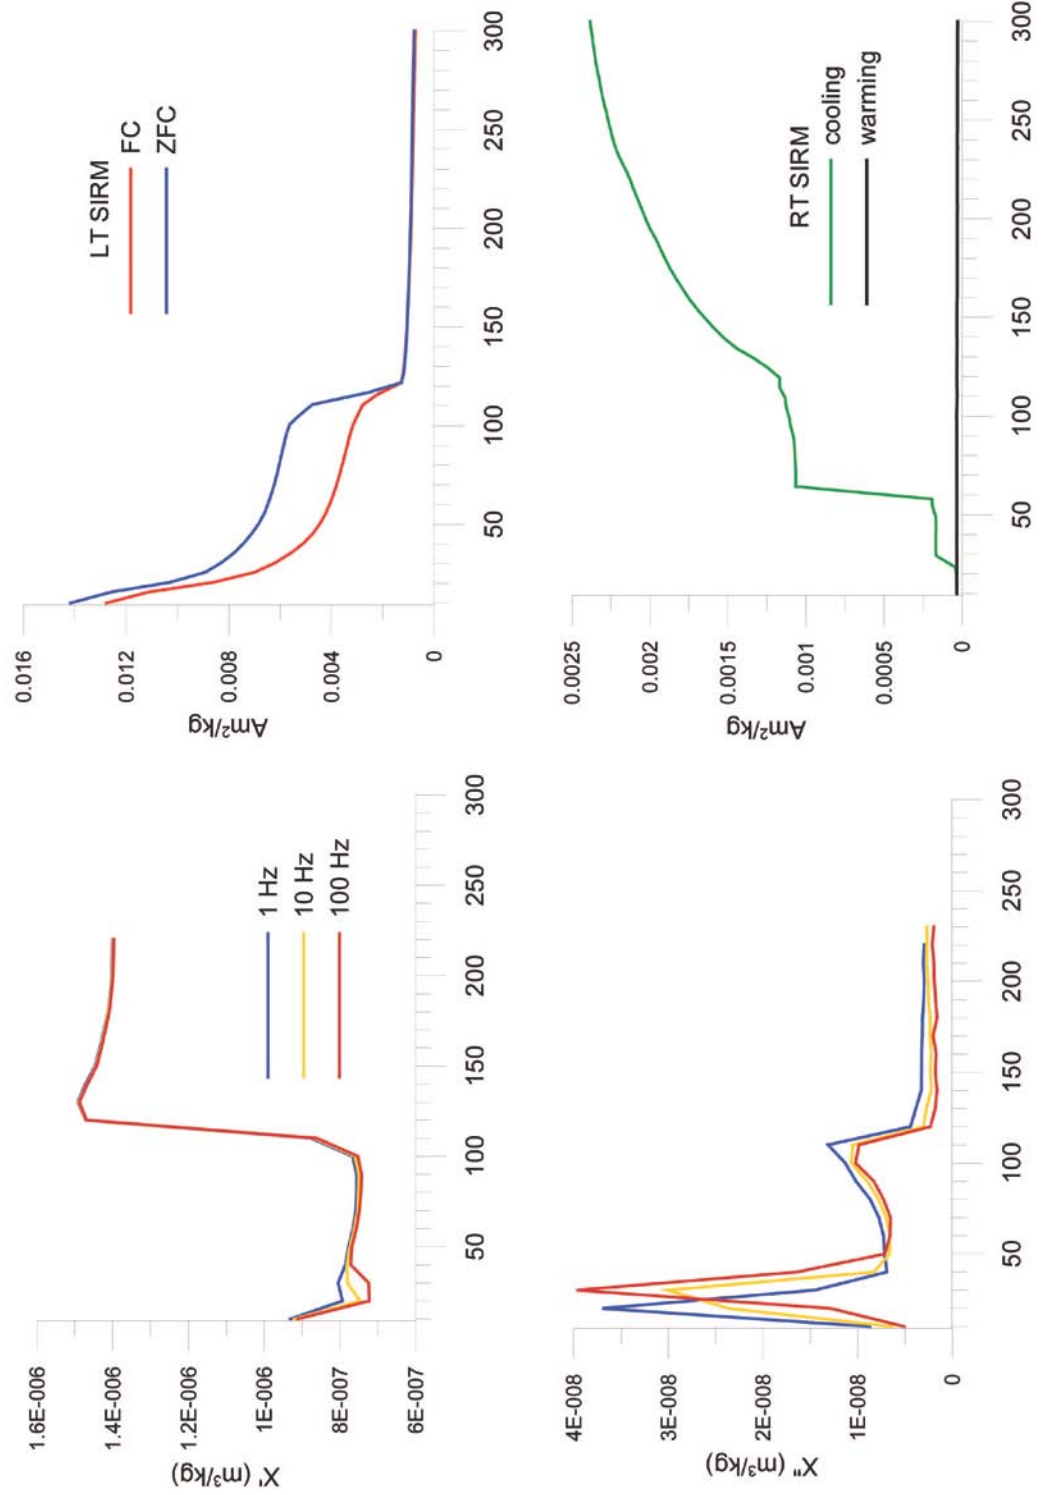 X' (m³/kg)
1.6E-006
1.4E-006
1.2E-006
1E-006
8E-007
6E-007
1 Hz
10 Hz
100 Hz
50
100
150
200
250
300
Am²/kg
0.016
0.012
0.008
0.004
0
LT SIRM
FC
ZFC
50
100
150
200
250
300
X" (m³/kg)
4E-008
3E-008
2E-008
1E-008
0
50
100
150
200
250
300
Am²/kg
0.0025
0.002
0.0015
0.001
0.0005
0
RT SIRM
cooling
warming
50
100
150
200
250
300